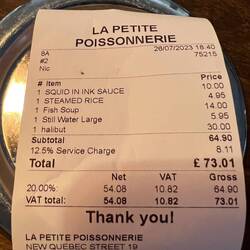 LA PETITE
POISSONNERIE
26/07/2023 18:40
8A 75215
#2
Nic
# Item Price
1 SQUID IN INK SAUCE 10.00
1 STEAMED RICE 4.95
1 Fish Soup 14.00
1 Still Water Large 5.95
1 halibut 30.00
Subtotal 64.90
12.5% Service Charge 8.11
Total £ 73.01
Net VAT Gross
20.00%: 54.08 10.82 64.90
VAT total: 54.08 10.82 £ 73.01
Thank you!
LA PETITE POISSONNERIE
NEW QUEBEC STREET 19